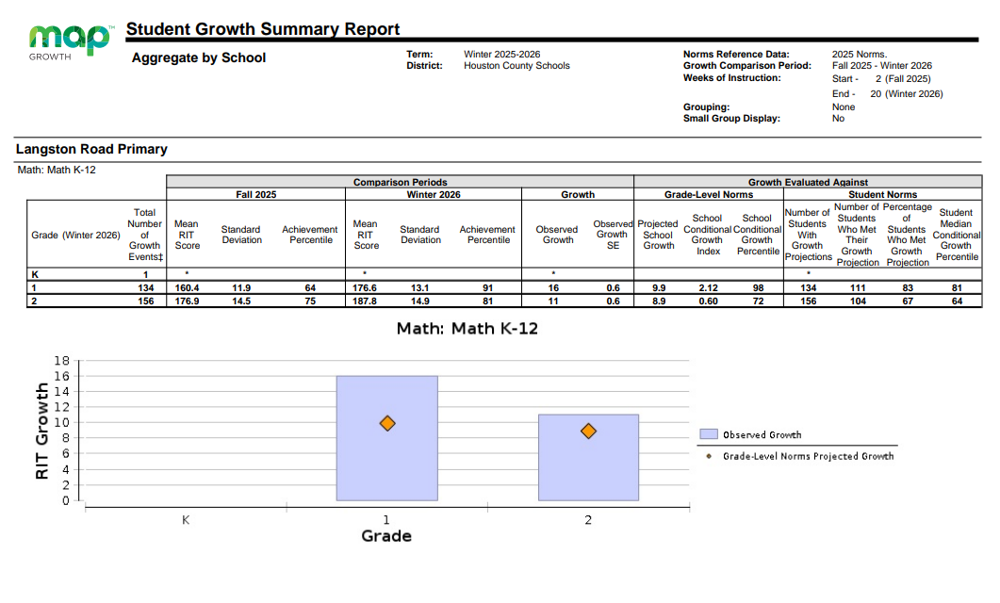 map™ Student Growth Summary Report
GROWTH
Aggregate by School
Term: Winter 2025-2026
District: Houston County Schools
Norms Reference Data: 2025 Norms.
Growth Comparison Period: Fall 2025 - Winter 2026
Weeks of Instruction: Start - 2 (Fall 2025)
End - 20 (Winter 2026)
Grouping: None
Small Group Display: No
Langston Road Primary
Math: Math K-12
Comparison Periods Growth Evaluated Against
Fall 2025 Winter 2026 Growth Grade-Level Norms Student Norms
Grade (Winter 2026) Total Number of Growth Events‡ Mean RIT Score Standard Deviation Achievement Percentile Mean RIT Score Standard Deviation Achievement Percentile Observed Growth Observed Growth SE Projected School Growth School Conditional Growth Index School Conditional Growth Percentile Number of Students With Growth Projections Number of Students Who Met Their Growth Projection Percentage of Students Who Met Growth Projection Student Median Conditional Growth Percentile
K 1 * * * *
1 134 160.4 11.9 64 176.6 13.1 91 16 0.6 9.9 2.12 98 134 111 83 81
2 156 176.9 14.5 75 187.8 14.9 81 11 0.6 8.9 0.60 72 156 104 67 64
Math: Math K-12
RIT Growth
18
16
14
12
10
8
6
4
2
0
K 1 2
Grade
Observed Growth
Grade-Level Norms Projected Growth